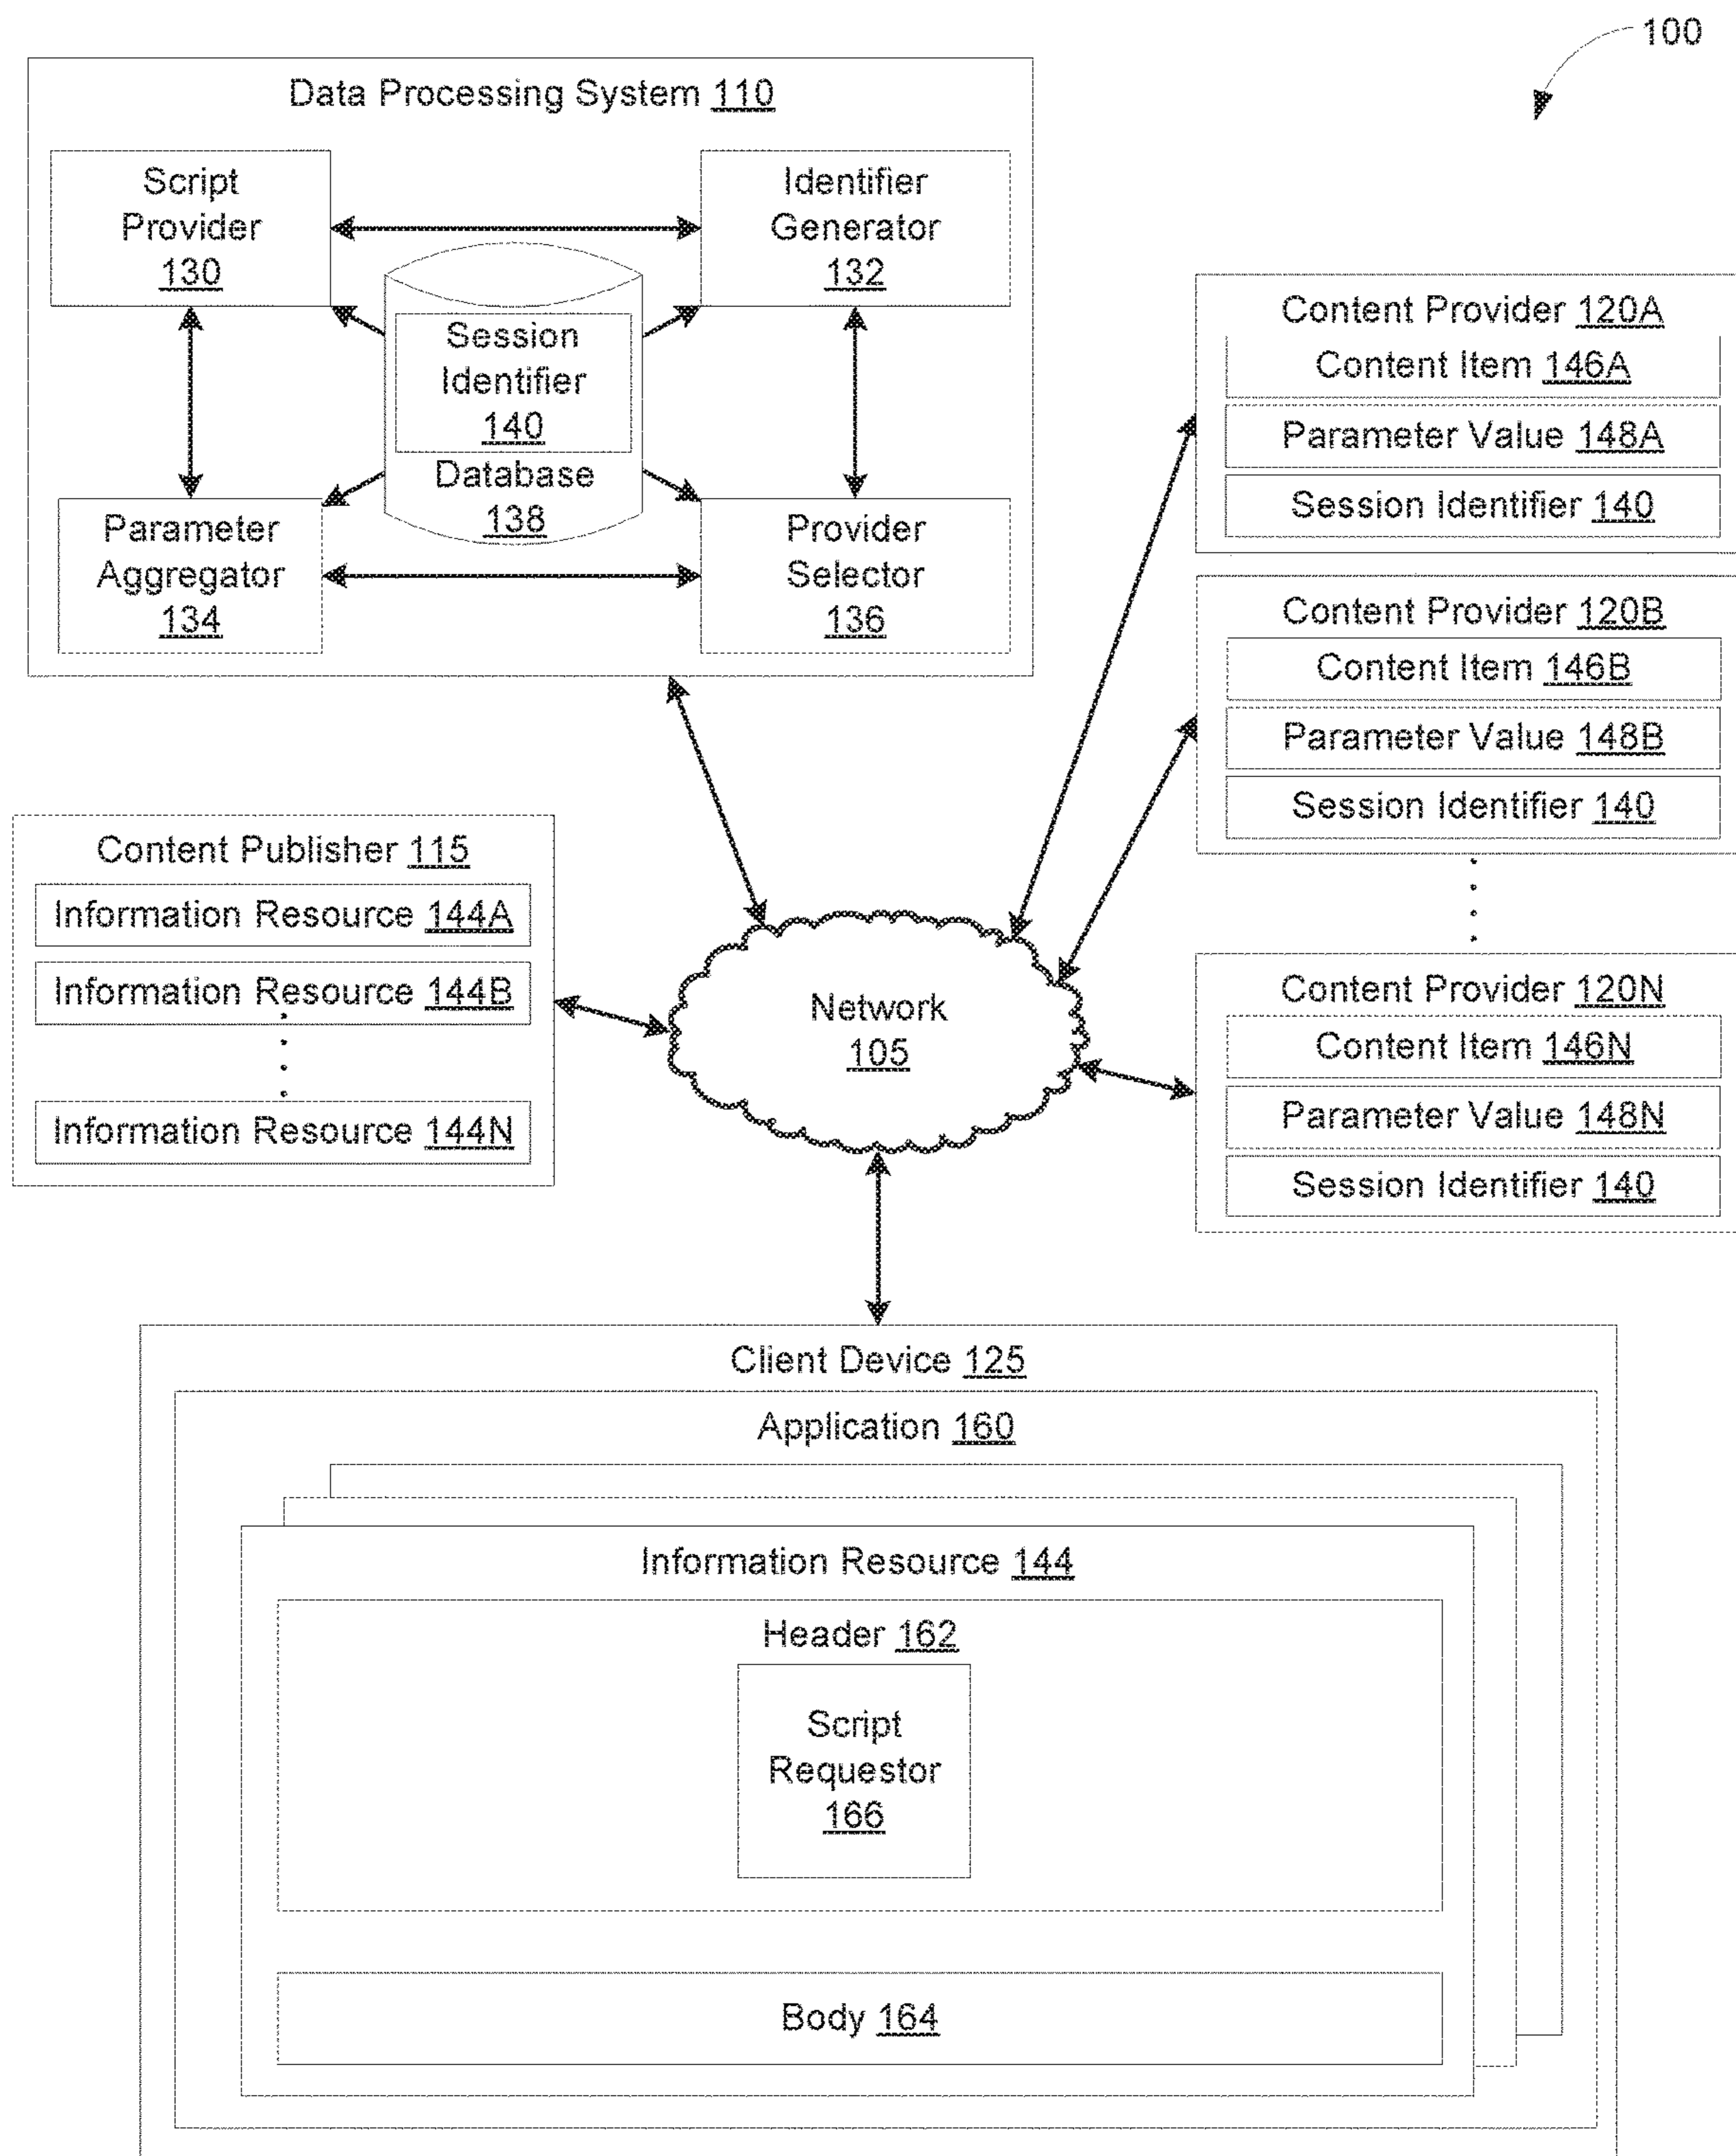 100
Data Processing System 110
Script
Provider
130
Identifier
Generator
132
Session
Identifier
140
Database
138
Parameter
Aggregator
134
Provider
Selector
136
Content Provider 120A
Content Item 146A
Parameter Value 148A
Session Identifier 140
Content Provider 120B
Content Item 146B
Parameter Value 148B
Session Identifier 140
Content Publisher 115
Information Resource 144A
Information Resource 144B
Information Resource 144N
Network
105
Content Provider 120N
Content Item 146N
Parameter Value 148N
Session Identifier 140
Client Device 125
Application 160
Information Resource 144
Header 162
Script
Requestor
166
Body 164